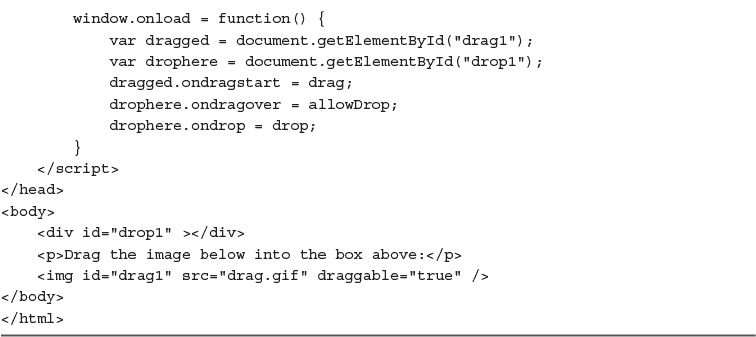 window.onload = function() {
var dragged = document.getElementById("drag1");
var drophere = document.getElementById("drop1");
dragged.ondragstart = drag;
drophere.ondragover = allowDrop;
drophere.ondrop = drop;
}
</script>
</head>
<body>
<div id="drop1" ></div>
<p>Drag the image below into the box above:</p>
<img id="drag1" src="drag.gif" draggable="true" />
</body>
</html>